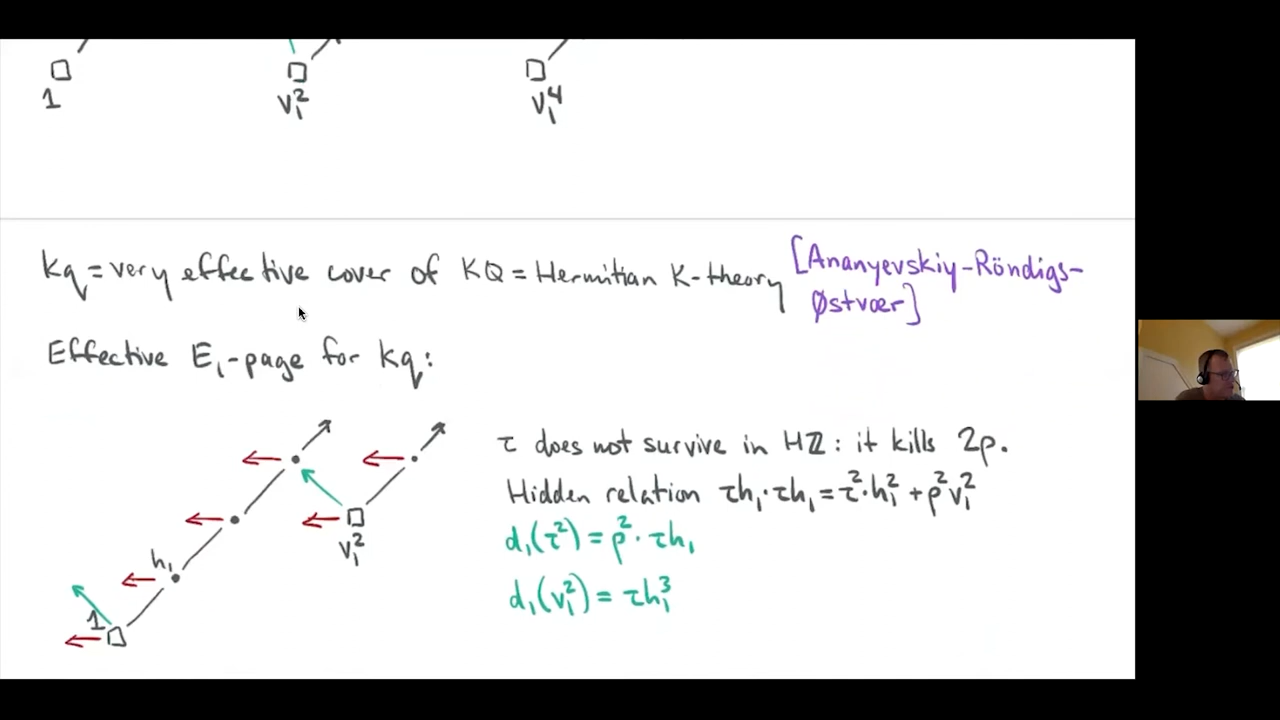 1 v₁² v₁⁴
kq = very effective cover of KQ = Hermitian K-theory [Ananyevskiy-Röndigs-
Østvær]
Effective E₁-page for kq:
τ does not survive in Hℤ: it kills 2ρ.
Hidden relation τh₁·τh₁ = τ²·h₁² + ρ²v₁²
d₁(τ²) = ρ²·τh₁
d₁(v₁²) = τh₁³
h₁
v₁²
1